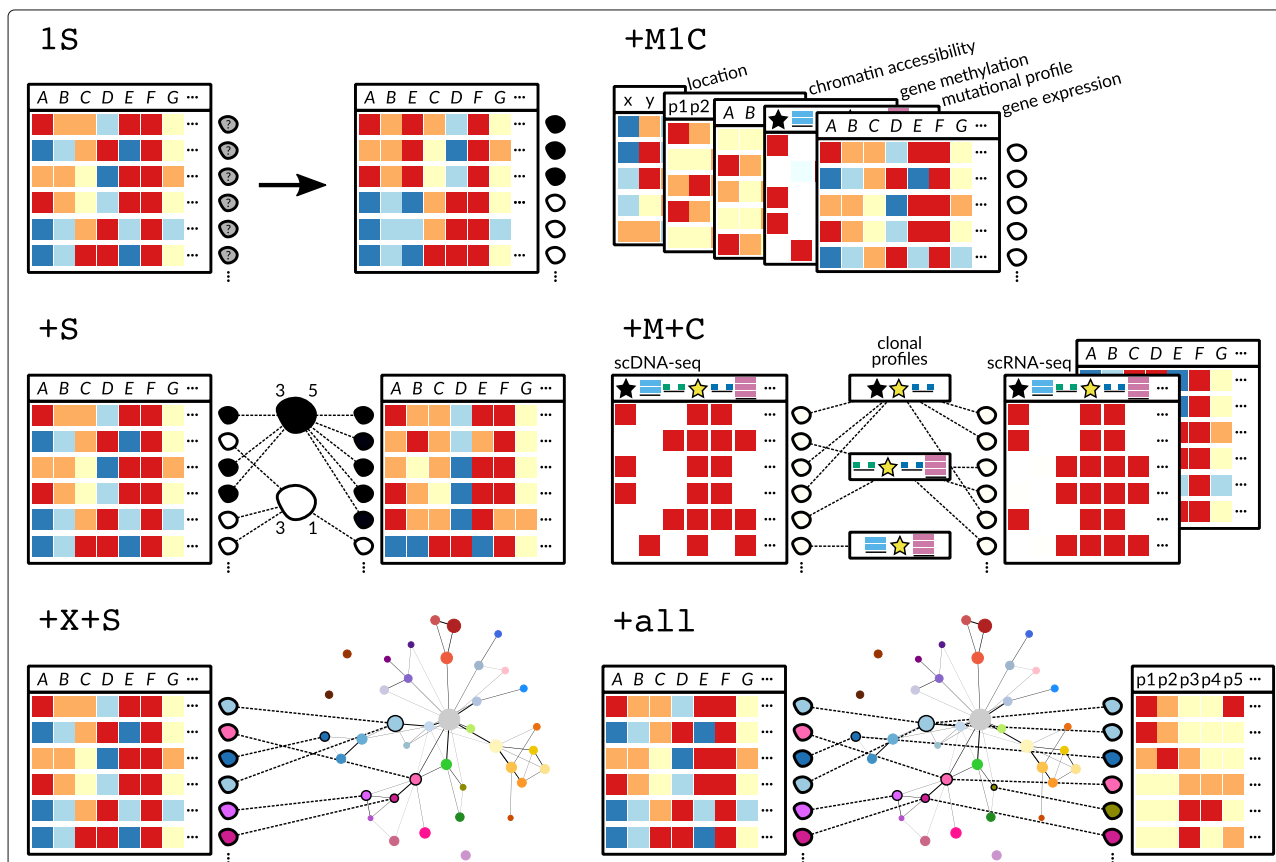 1S
A B C D E F G ...
? ? ? ? ? ?
A B E C D F G ...
+M1C
location
chromatin accessibility
gene methylation
mutational profile
gene expression
x y
p1 p2
A B
A B C D E F G ...
+S
A B C D E F G ...
3 5
3 1
A B C D E F G ...
+M+C
scDNA-seq
clonal
profiles
scRNA-seq
A B C D E F G ...
+X+S
A B C D E F G ...
+all
A B C D E F G ...
p1 p2 p3 p4 p5 ...